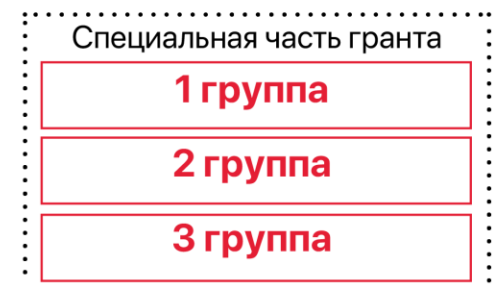 Специальная часть гранта
1 группа
2 группа
3 группа